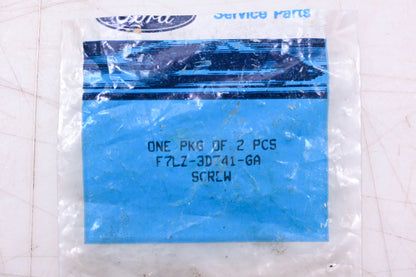 Ford
Service Parts
ONE PKG OF 2 PCS
F7LZ-3D741-GA
SCREW